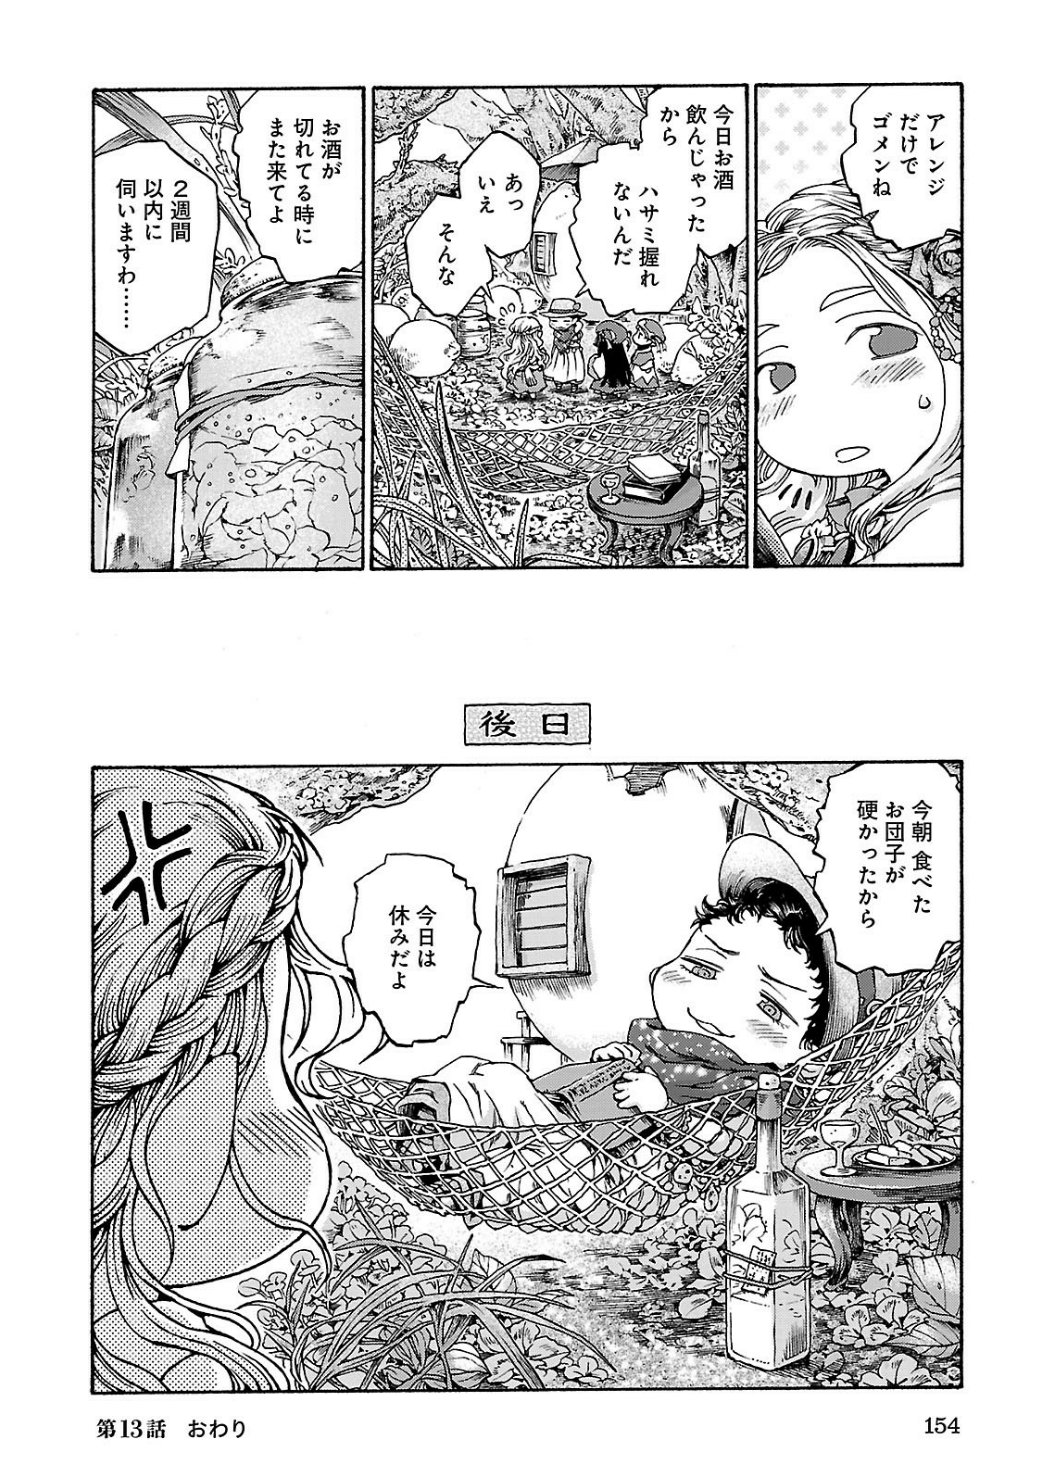 アレンジ
だけで
ゴメンね
今日お酒
飲んじゃった
から
ハサミ握れ
ないんだ
あっ
いえ
そんな
お酒が
切れてる時に
また来てよ
2週間
以内に
伺いますわ……
後日
今朝 食べた
お団子が
硬かったから
今日は
休みだよ
第13話 おわり
154